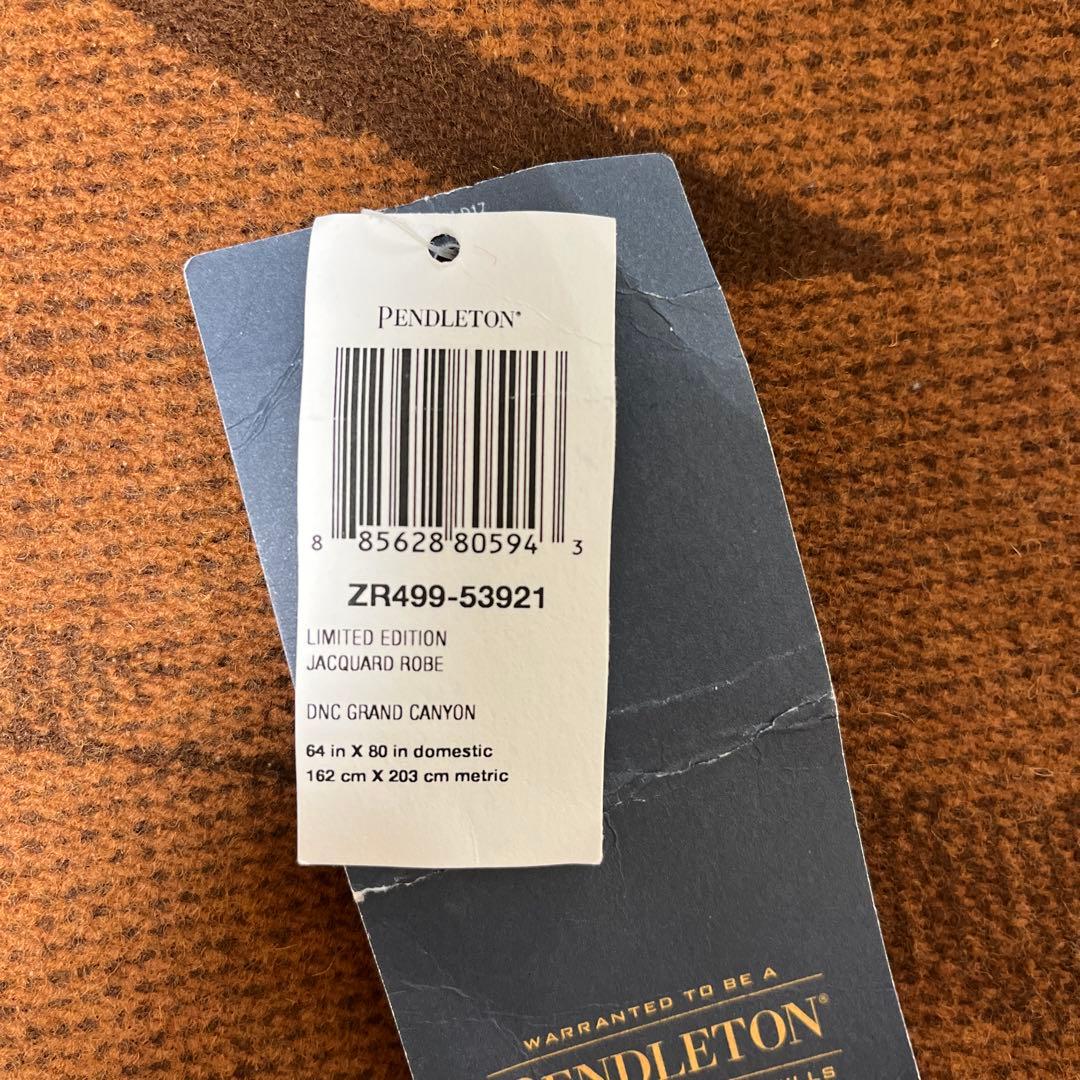 PENDLETON®
8 85628 80594 3
ZR499-53921
LIMITED EDITION
JACQUARD ROBE
DNC GRAND CANYON
64 in X 80 in domestic
162 cm X 203 cm metric
WARRANTED TO BE A
PENDLETON®